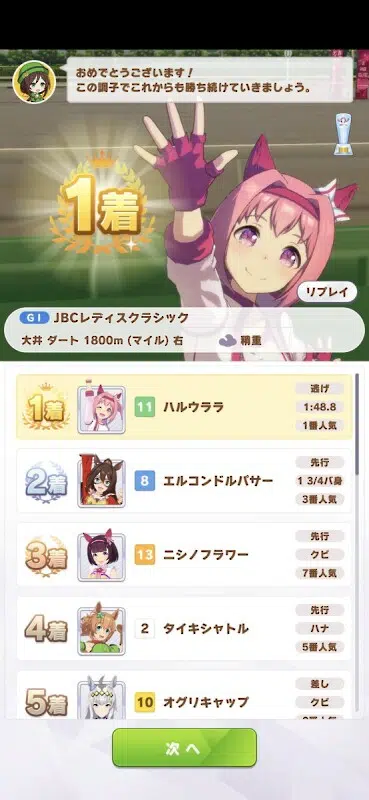 おめでとうございます!
この調子でこれからも勝ち続けていきましょう。
1着
リプレイ
GI JBCレディスクラシック
大井 ダート 1800m (マイル) 右 稍重
1着 11 ハルウララ 逃げ 1:48.8 1番人気
2着 8 エルコンドルパサー 先行 1 3/4バ身 3番人気
3着 13 ニシノフラワー 先行 クビ 7番人気
4着 2 タイキシャトル 先行 ハナ 5番人気
5着 10 オグリキャップ 差し クビ
次へ